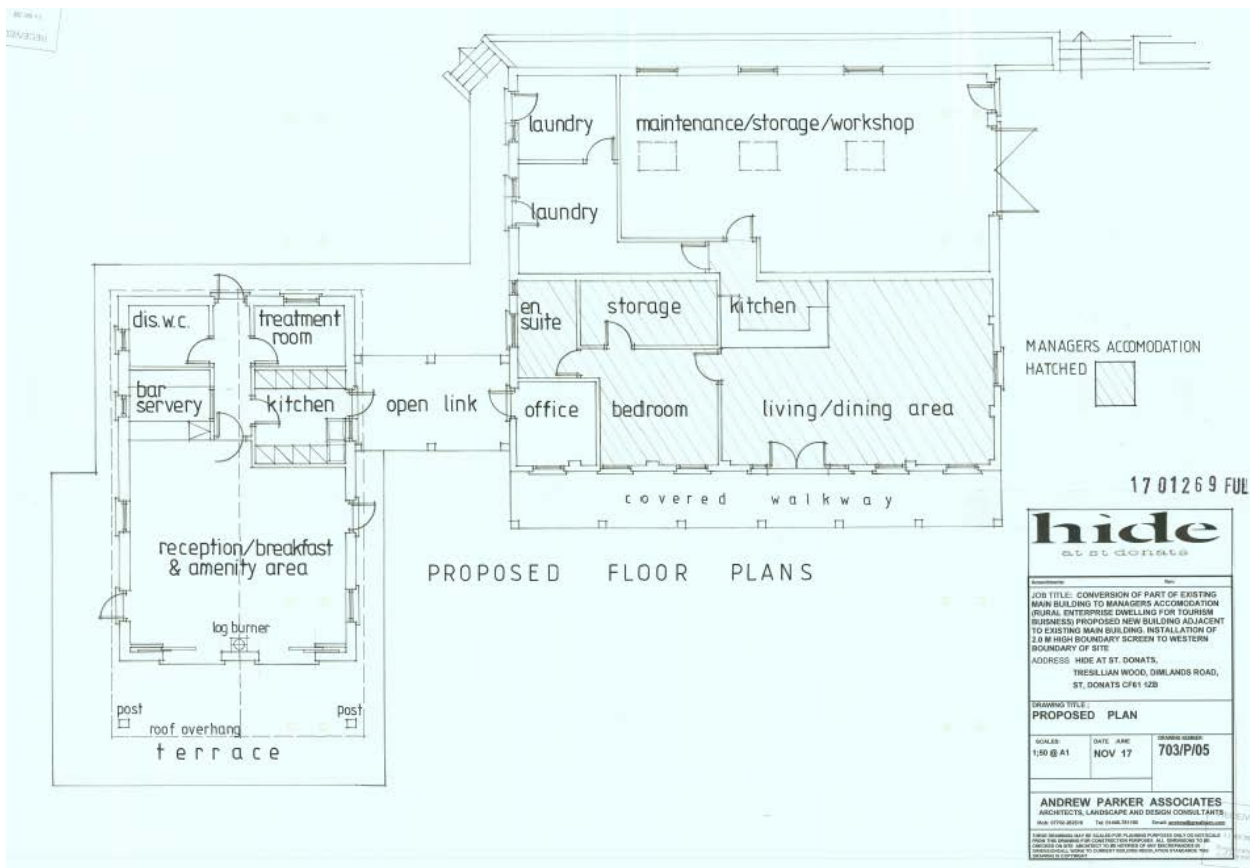 RECEIVED
laundry
maintenance/storage/workshop
laundry
en
suite
storage
kitchen
dis.w.c.
treatment
room
bar
servery
kitchen
open link
office
bedroom
living/dining area
MANAGERS ACCOMODATION
HATCHED
covered walkway
reception/breakfast
& amenity area
log burner
PROPOSED FLOOR PLANS
post
post
roof overhang
terrace
17 01269 FUL
hide
at st donats
JOB TITLE: CONVERSION OF PART OF EXISTING
MAIN BUILDING TO MANAGERS ACCOMODATION
(RURAL ENTERPRISE DWELLING FOR TOURISM
BUISNESS) PROPOSED NEW BUILDING ADJACENT
TO EXISTING MAIN BUILDING. INSTALLATION OF
2.0 M HIGH BOUNDARY SCREEN TO WESTERN
BOUNDARY OF SITE
ADDRESS HIDE AT ST. DONATS,
TRESILLIAN WOOD, DIMLANDS ROAD,
ST. DONATS CF61 1ZB
DRAWING TITLE:
PROPOSED PLAN
SCALES:
1;50 @ A1
DATE JUNE
NOV 17
DRAWING NUMBER
703/P/05
ANDREW PARKER ASSOCIATES
ARCHITECTS, LANDSCAPE AND DESIGN CONSULTANTS